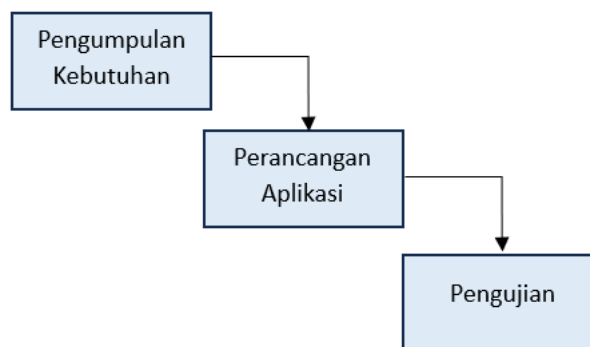 Pengumpulan
Kebutuhan
Perancangan
Aplikasi
Pengujian